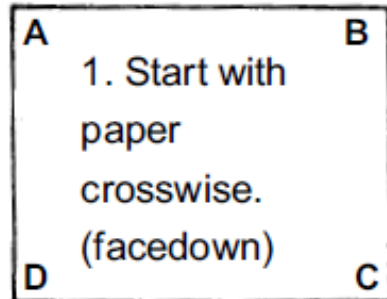 A B
1. Start with
paper
crosswise.
(facedown)
D C